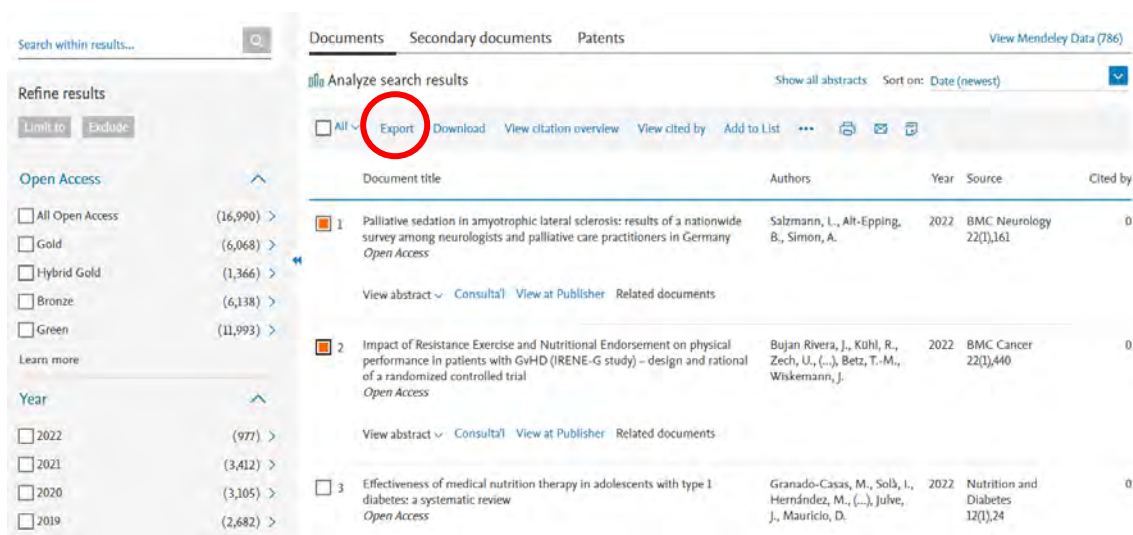 Search within results...
Refine results
Limit to Exclude
Open Access
All Open Access (16,990) >
Gold (6,068) >
Hybrid Gold (1,366) >
Bronze (6,138) >
Green (11,993) >
Learn more
Year
2022 (977) >
2021 (3,412) >
2020 (3,105) >
2019 (2,682) >
Documents Secondary documents Patents View Mendeley Data (786)
Analyze search results Show all abstracts Sort on: Date (newest)
All Export Download View citation overview View cited by Add to List ...
Document title Authors Year Source Cited by
1 Palliative sedation in amyotrophic lateral sclerosis: results of a nationwide Salzmann, L., Alt-Epping, 2022 BMC Neurology 0
survey among neurologists and palliative care practitioners in Germany B., Simon, A. 22(1),161
Open Access
View abstract Consulta'l View at Publisher Related documents
2 Impact of Resistance Exercise and Nutritional Endorsement on physical Bujan Rivera, J., Kühl, R., 2022 BMC Cancer 0
performance in patients with GvHD (IRENE-G study) – design and rational Zech, U., (...), Betz, T.-M., 22(1),440
of a randomized controlled trial Wiskemann, J.
Open Access
View abstract Consulta'l View at Publisher Related documents
3 Effectiveness of medical nutrition therapy in adolescents with type 1 Granado-Casas, M., Solà, I., 2022 Nutrition and 0
diabetes: a systematic review Hernández, M., (...), Julve, Diabetes
Open Access J., Mauricio, D. 12(1),24